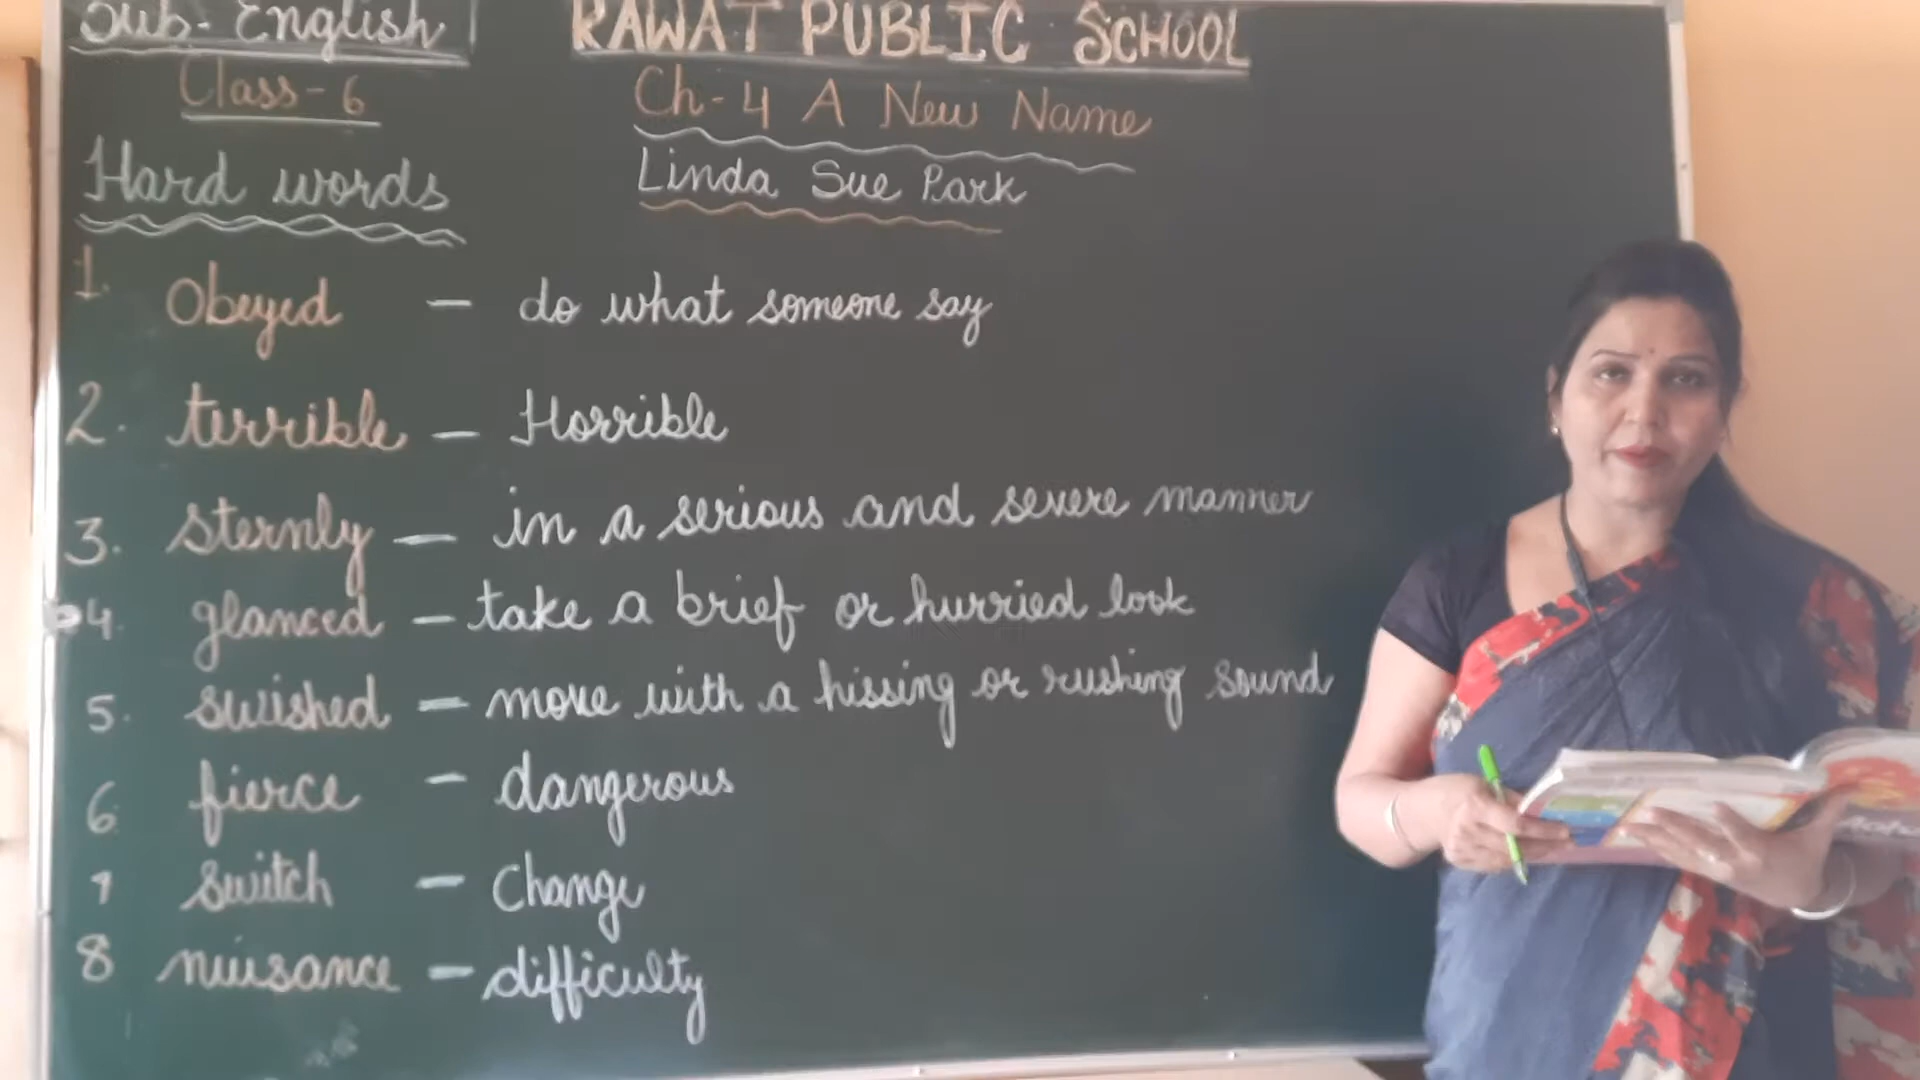 Sub- English
RAWAT PUBLIC SCHOOL
Class- 6
Ch- 4 A New Name
Hard words
Linda Sue Park
1. Obeyed — do what someone say
2. terrible — Horrible
3. sternly — in a serious and severe manner
4. glanced — take a brief or hurried look
5. swished — move with a hissing or rushing sound
6 fierce — dangerous
7 switch — Change
8 nuisance — difficulty